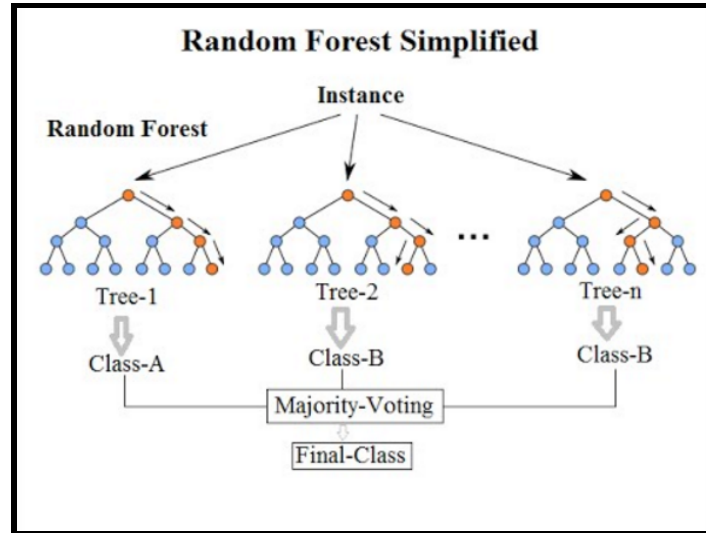 Random Forest Simplified
Instance
Random Forest
...
Tree-1
Tree-2
Tree-n
Class-A
Class-B
Class-B
Majority-Voting
Final-Class